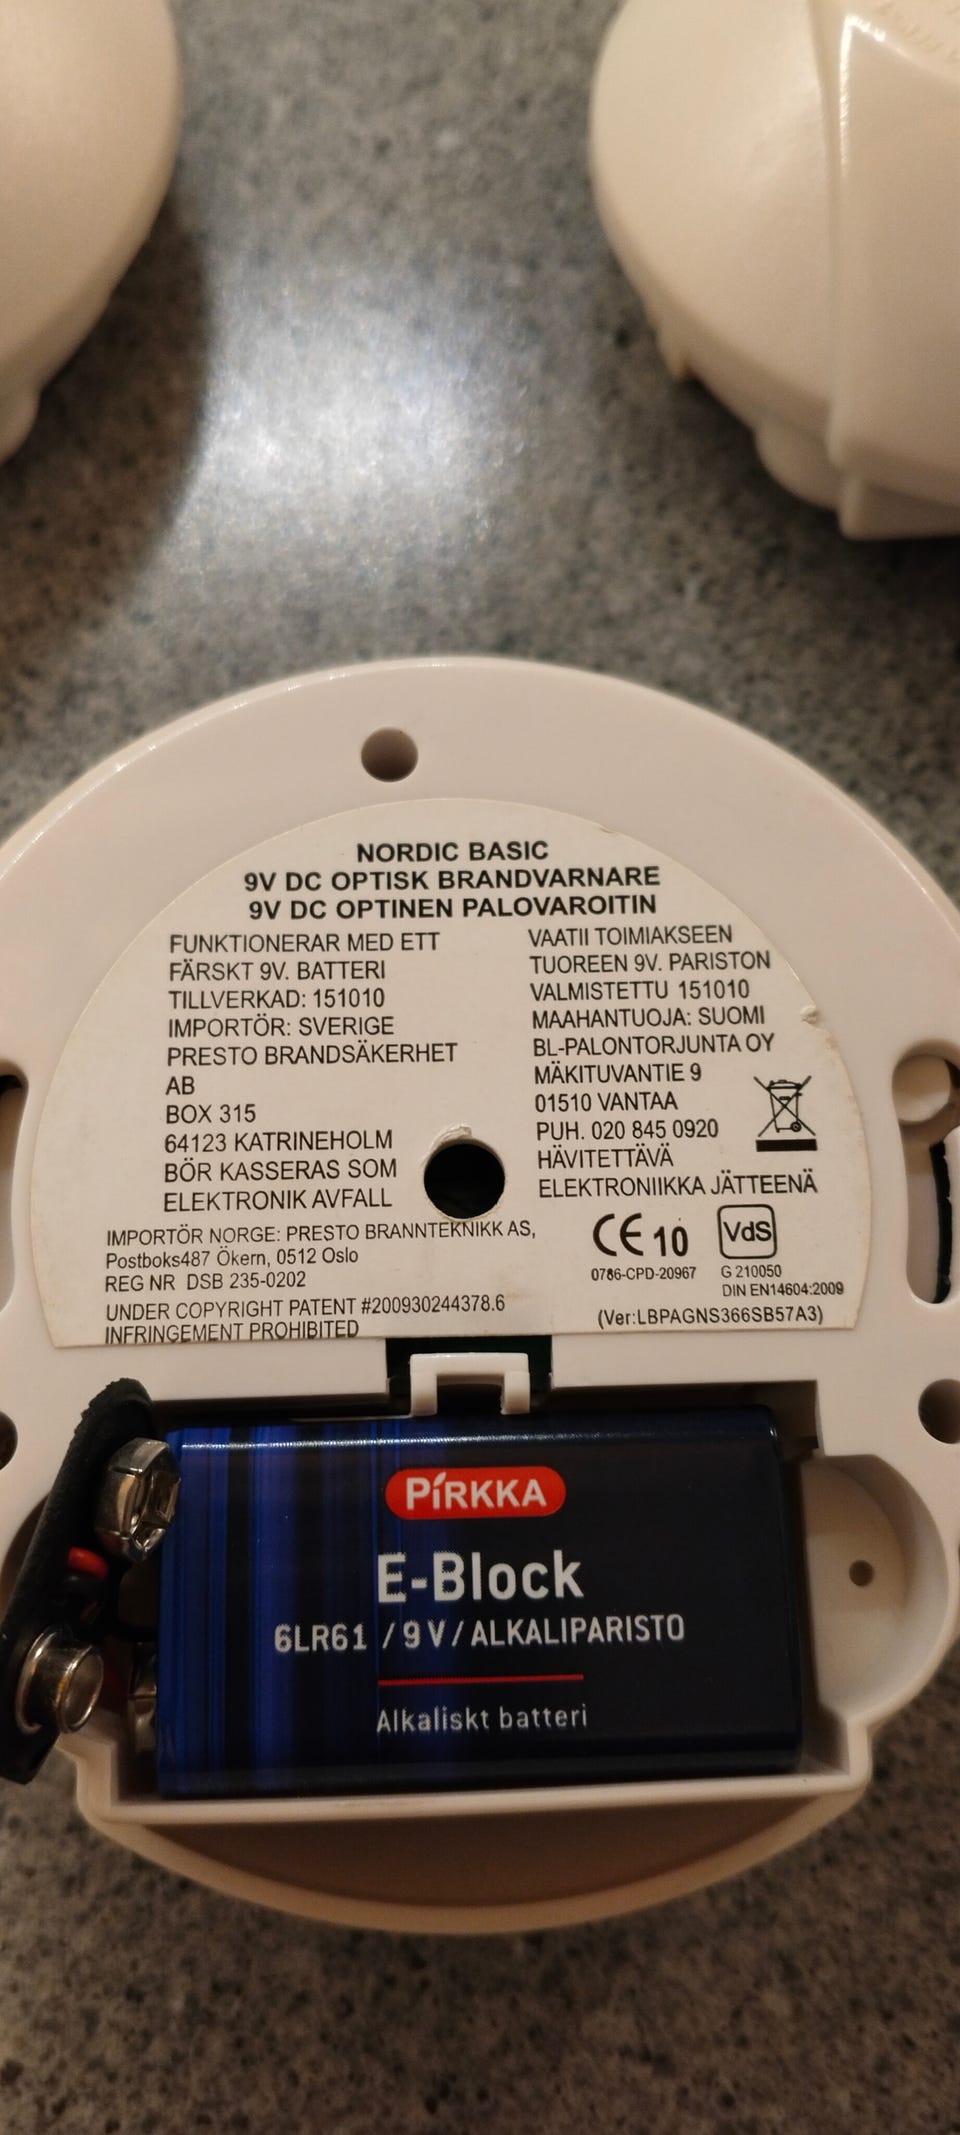 NORDIC BASIC
9V DC OPTISK BRANDVARNARE
9V DC OPTINEN PALOVAROITIN
FUNKTIONERAR MED ETT
FÄRSKT 9V. BATTERI
TILLVERKAD: 151010
IMPORTÖR: SVERIGE
PRESTO BRANDSÄKERHET
AB
BOX 315
64123 KATRINEHOLM
BÖR KASSERAS SOM
ELEKTRONIK AVFALL
VAATII TOIMIAKSEEN
TUOREEN 9V. PARISTON
VALMISTETTU 151010
MAAHANTUOJA: SUOMI
BL-PALONTORJUNTA OY
MÄKITUVANTIE 9
01510 VANTAA
PUH. 020 845 0920
HÄVITETTÄVÄ
ELEKTRONIIKKA JÄTTEENÄ
IMPORTÖR NORGE: PRESTO BRANNTEKNIKK AS,
Postboks487 Ökern, 0512 Oslo
REG NR DSB 235-0202
UNDER COPYRIGHT PATENT #200930244378.6
INFRINGEMENT PROHIBITED
CE 10
0786-CPD-20967
VdS
G 210050
DIN EN14604:2009
(Ver:LBPAGNS366SB57A3)
PIRKKA
E-Block
6LR61 / 9 V / ALKALIPARISTO
Alkaliskt batteri